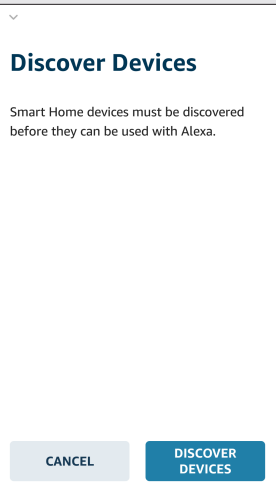 Discover Devices
Smart Home devices must be discovered
before they can be used with Alexa.
CANCEL
DISCOVER
DEVICES